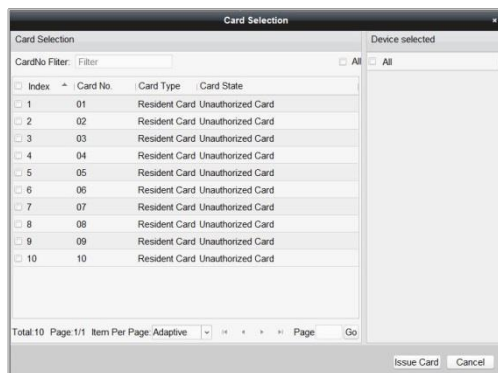 Card Selection
Card Selection
Device selected
CardNo Fliter: Filter
All
All
Index Card No. Card Type Card State
1 01 Resident Card Unauthorized Card
2 02 Resident Card Unauthorized Card
3 03 Resident Card Unauthorized Card
4 04 Resident Card Unauthorized Card
5 05 Resident Card Unauthorized Card
6 06 Resident Card Unauthorized Card
7 07 Resident Card Unauthorized Card
8 08 Resident Card Unauthorized Card
9 09 Resident Card Unauthorized Card
10 10 Resident Card Unauthorized Card
Total:10 Page:1/1 Item Per Page: Adaptive Page Go
Issue Card Cancel